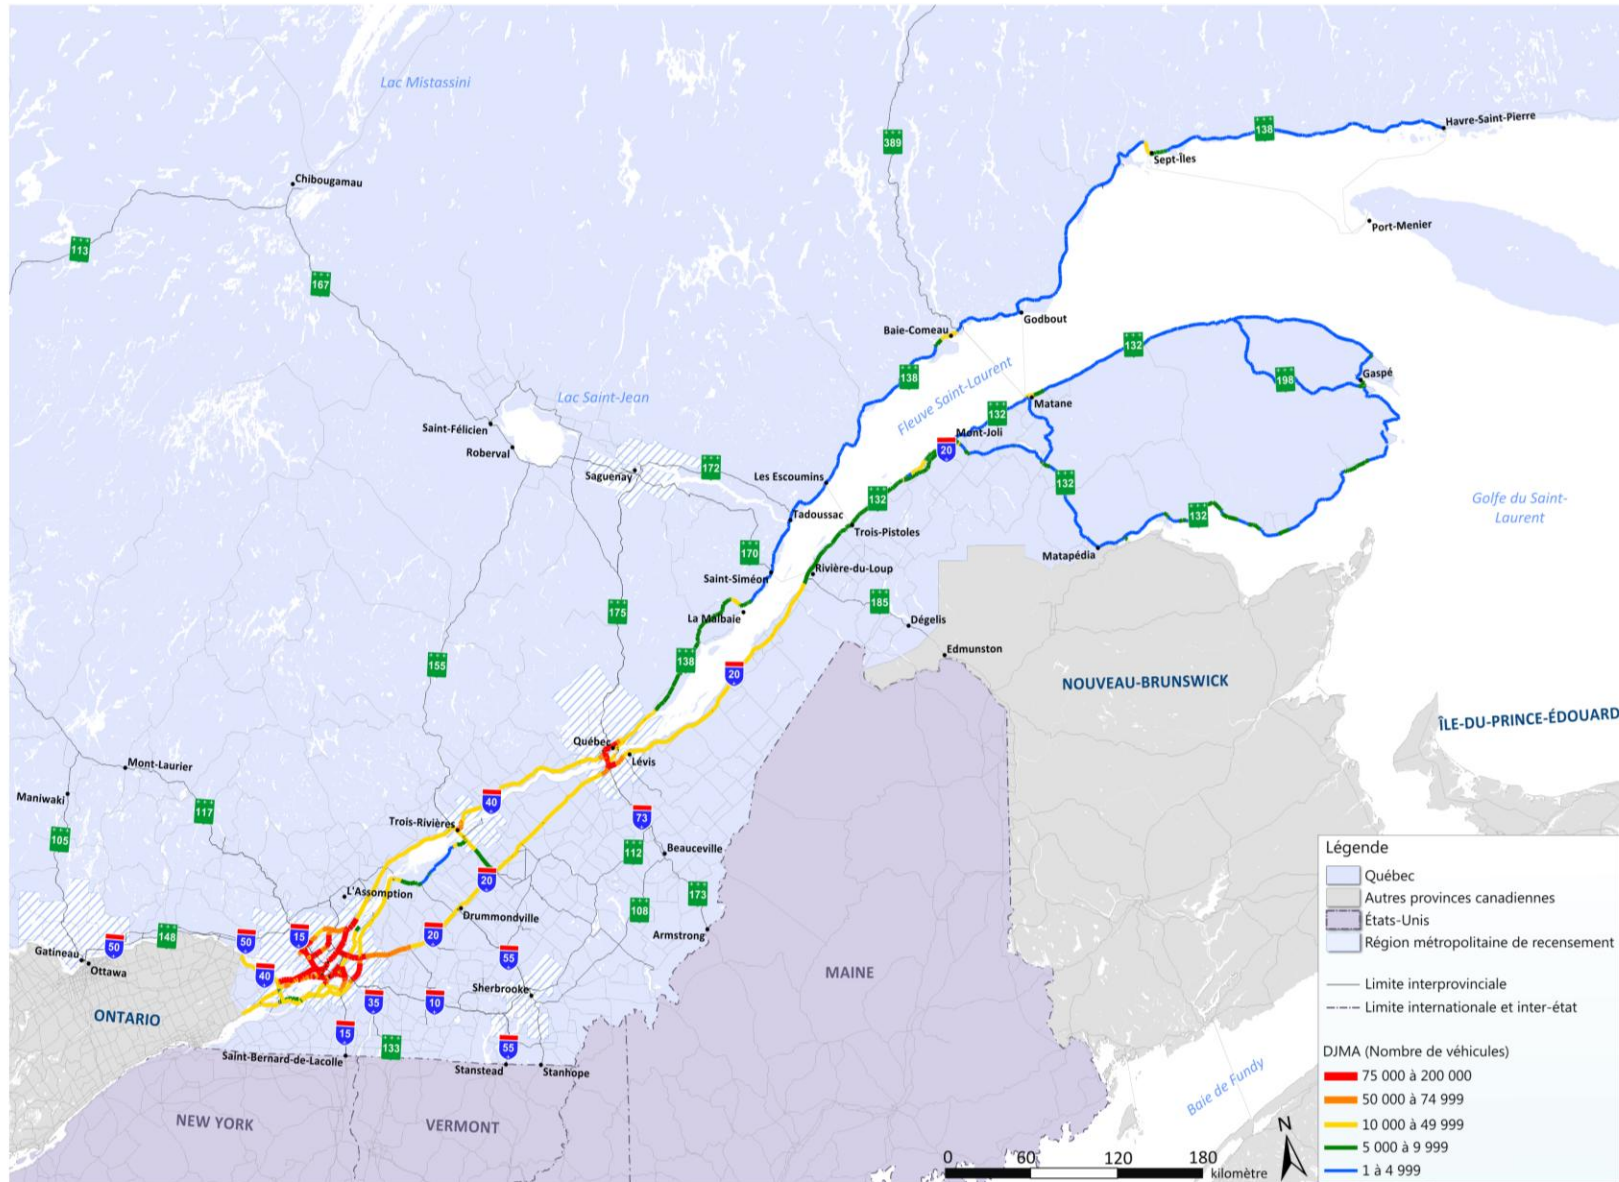 Lac Mistassini
389
138
Havre-Saint-Pierre
Sept-Îles
Chibougamau
Port-Menier
113
167
Godbout
Baie-Comeau
132
138
Fleuve Saint-Laurent
Gaspé
198
Lac Saint-Jean
Matane
132
Saint-Félicien
Mont-Joli
20
Roberval
Saguenay
172
Les Escoumins
132
132
Golfe du Saint-
Laurent
Tadoussac
132
Trois-Pistoles
170
Matapédia
Saint-Siméon
Rivière-du-Loup
175
La Malbaie
185
Dégelis
155
138
Edmunston
20
NOUVEAU-BRUNSWICK
ÎLE-DU-PRINCE-ÉDOUARD
Québec
Lévis
Mont-Laurier
Maniwaki
40
117
73
Trois-Rivières
105
112
Beauceville
20
L'Assomption
173
Drummondville
108
148
15
20
Armstrong
50
50
Gatineau
Ottawa
40
55
MAINE
Sherbrooke
35
10
ONTARIO
15
133
55
Saint-Bernard-de-Lacolle
Stanstead
Stanhope
NEW YORK
VERMONT
Baie de Fundy
N
0 60 120 180
kilomètre
Légende
Québec
Autres provinces canadiennes
États-Unis
Région métropolitaine de recensement
Limite interprovinciale
Limite internationale et inter-état
DJMA (Nombre de véhicules)
75 000 à 200 000
50 000 à 74 999
10 000 à 49 999
5 000 à 9 999
1 à 4 999